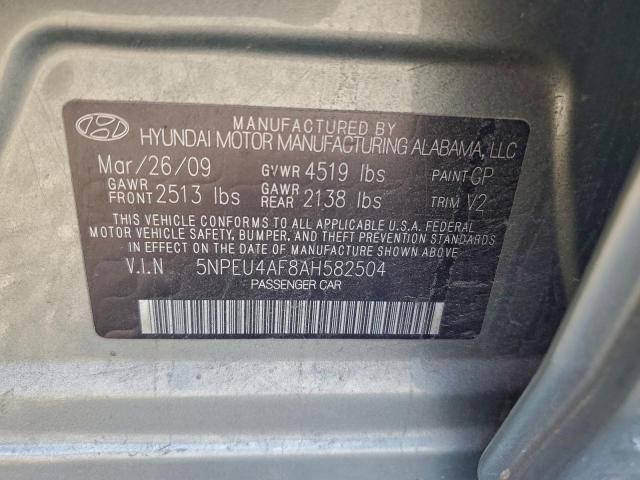 MANUFACTURED BY
HYUNDAI MOTOR MANUFACTURING ALABAMA, LLC
Mar/26/09 GVWR 4519 lbs PAINT GP
GAWR FRONT 2513 lbs GAWR REAR 2138 lbs TRIM V2
THIS VEHICLE CONFORMS TO ALL APPLICABLE U.S.A. FEDERAL
MOTOR VEHICLE SAFETY, BUMPER, AND THEFT PREVENTION
STANDARDS IN EFFECT ON THE DATE OF MANUFACTURE SHOWN ABOVE.
V.I.N 5NPEU4AF8AH582504
PASSENGER CAR